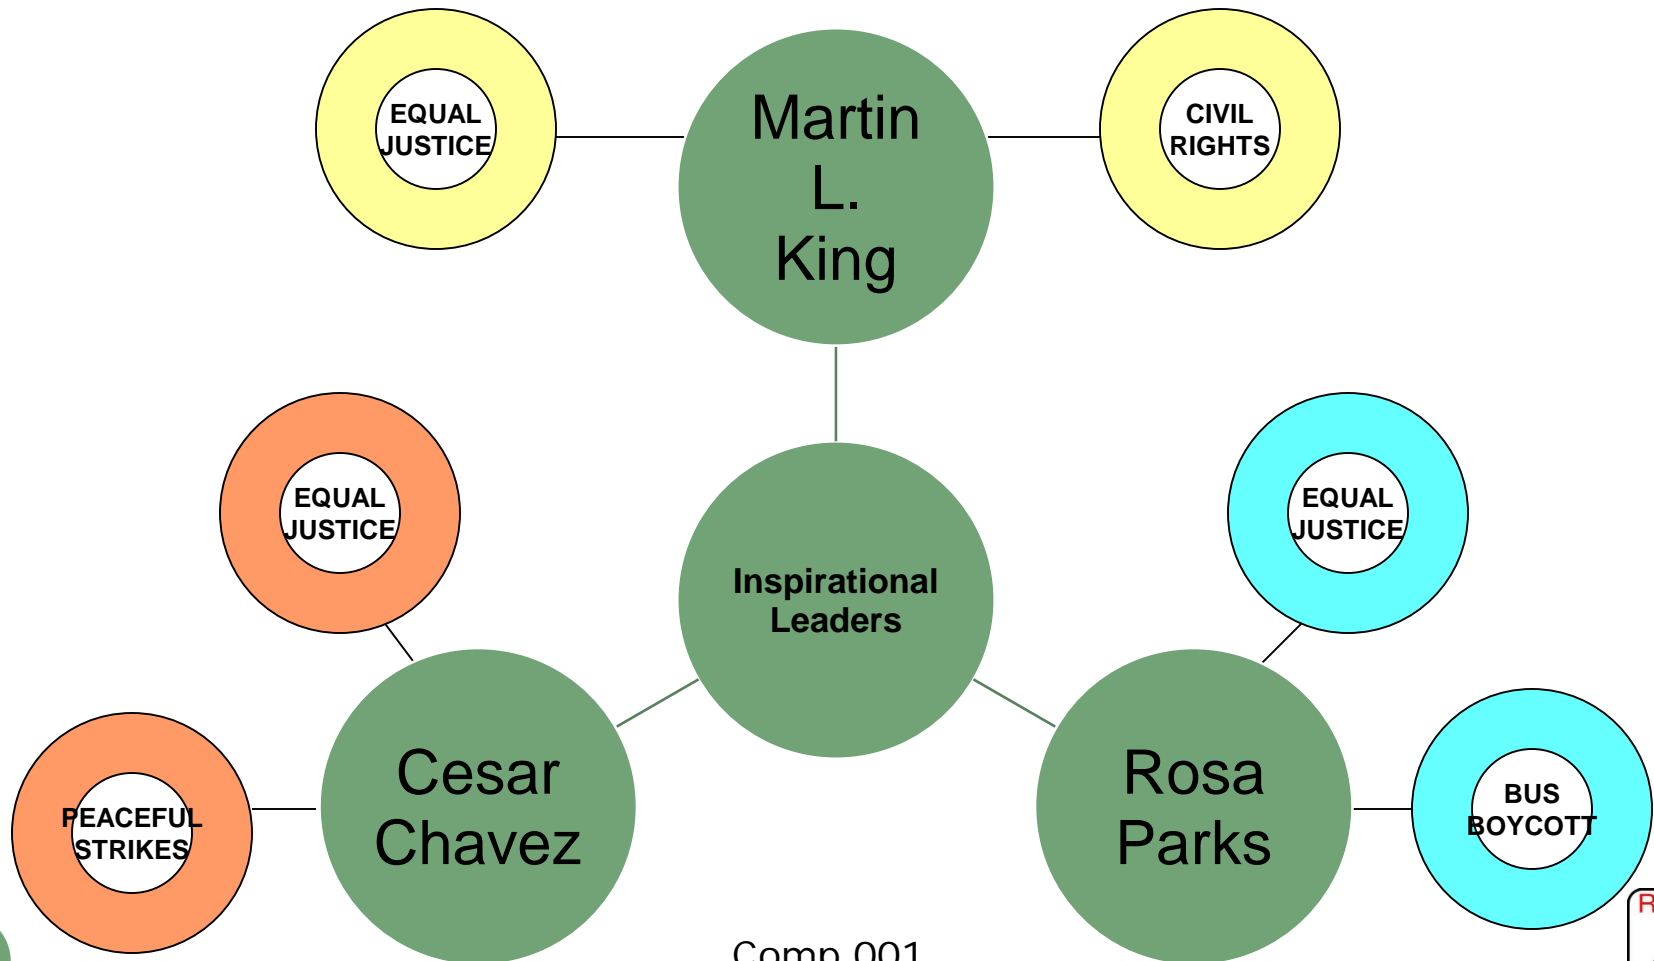 EQUAL
JUSTICE
Martin
L.
King
CIVIL
RIGHTS
EQUAL
JUSTICE
Inspirational
Leaders
EQUAL
JUSTICE
PEACEFUL
STRIKES
Cesar
Chavez
Rosa
Parks
BUS
BOYCOTT
Comp 001